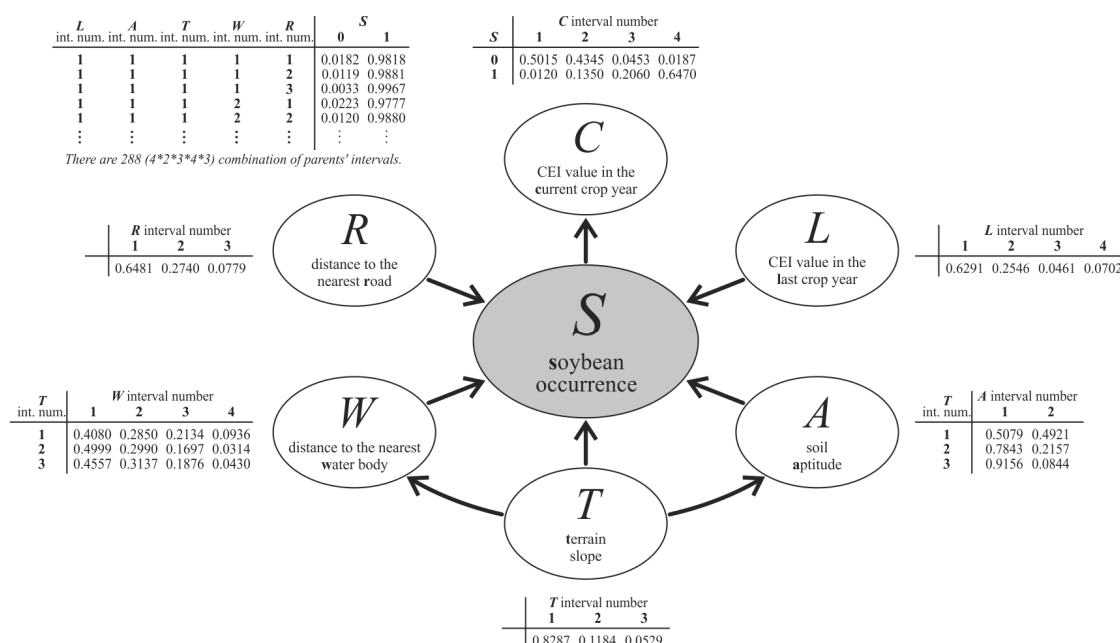 L A T W R S
int. num. int. num. int. num. int. num. int. num. 0 1
1 1 1 1 1 0.0182 0.9818
1 1 1 1 2 0.0119 0.9881
1 1 1 1 3 0.0033 0.9967
1 1 1 2 1 0.0223 0.9777
1 1 1 2 2 0.0120 0.9880
⋮ ⋮ ⋮ ⋮ ⋮ ⋮ ⋮
There are 288 (4*2*3*4*3) combination of parents' intervals.
C interval number
S 1 2 3 4
0 0.5015 0.4345 0.0453 0.0187
1 0.0120 0.1350 0.2060 0.6470
C
CEI value in the
current crop year
R interval number
1 2 3
0.6481 0.2740 0.0779
R
distance to the
nearest road
L
CEI value in the
last crop year
L interval number
1 2 3 4
0.6291 0.2546 0.0461 0.0702
S
soybean
occurrence
T W interval number
int. num. 1 2 3 4
1 0.4080 0.2850 0.2134 0.0936
2 0.4999 0.2990 0.1697 0.0314
3 0.4557 0.3137 0.1876 0.0430
W
distance to the nearest
water body
A
soil
aptitude
T A interval number
int. num. 1 2
1 0.5079 0.4921
2 0.7843 0.2157
3 0.9156 0.0844
T
terrain
slope
T interval number
1 2 3
0.8287 0.1184 0.0529